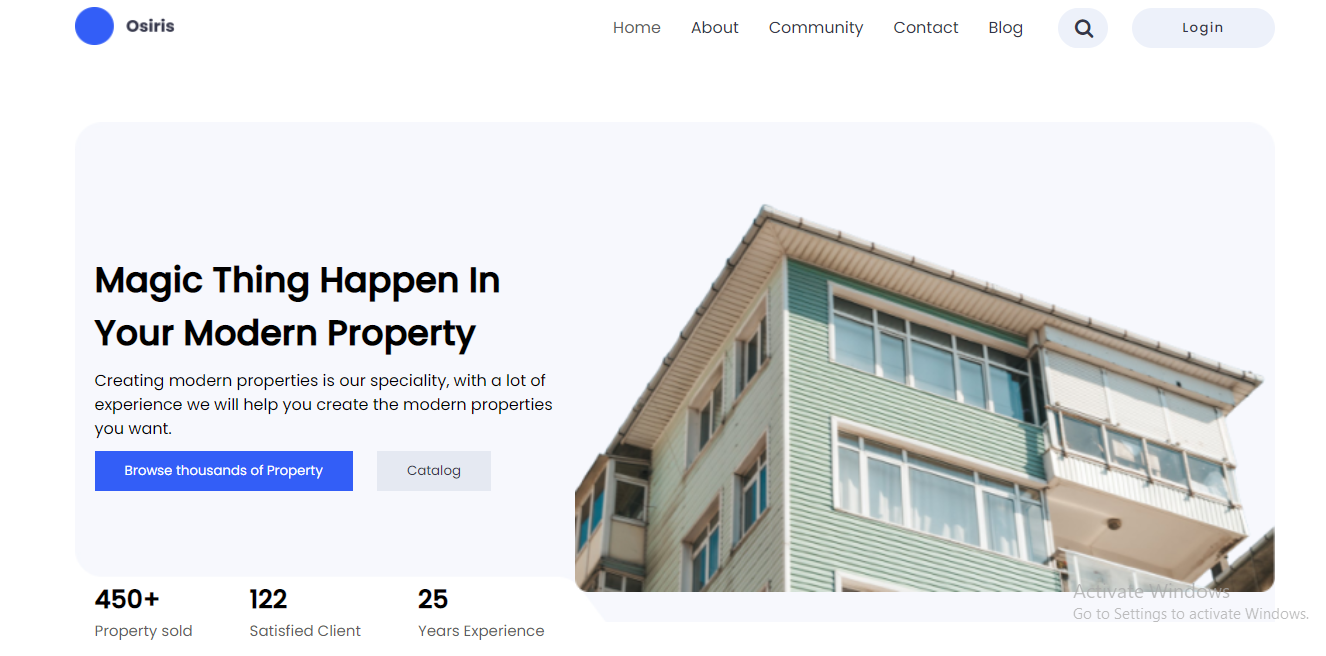 Osiris
Home About Community Contact Blog Login
Magic Thing Happen In
Your Modern Property
Creating modern properties is our speciality, with a lot of
experience we will help you create the modern properties
you want.
Browse thousands of Property Catalog
450+ 122 25
Property sold Satisfied Client Years Experience
Activate Windows
Go to Settings to activate Windows.